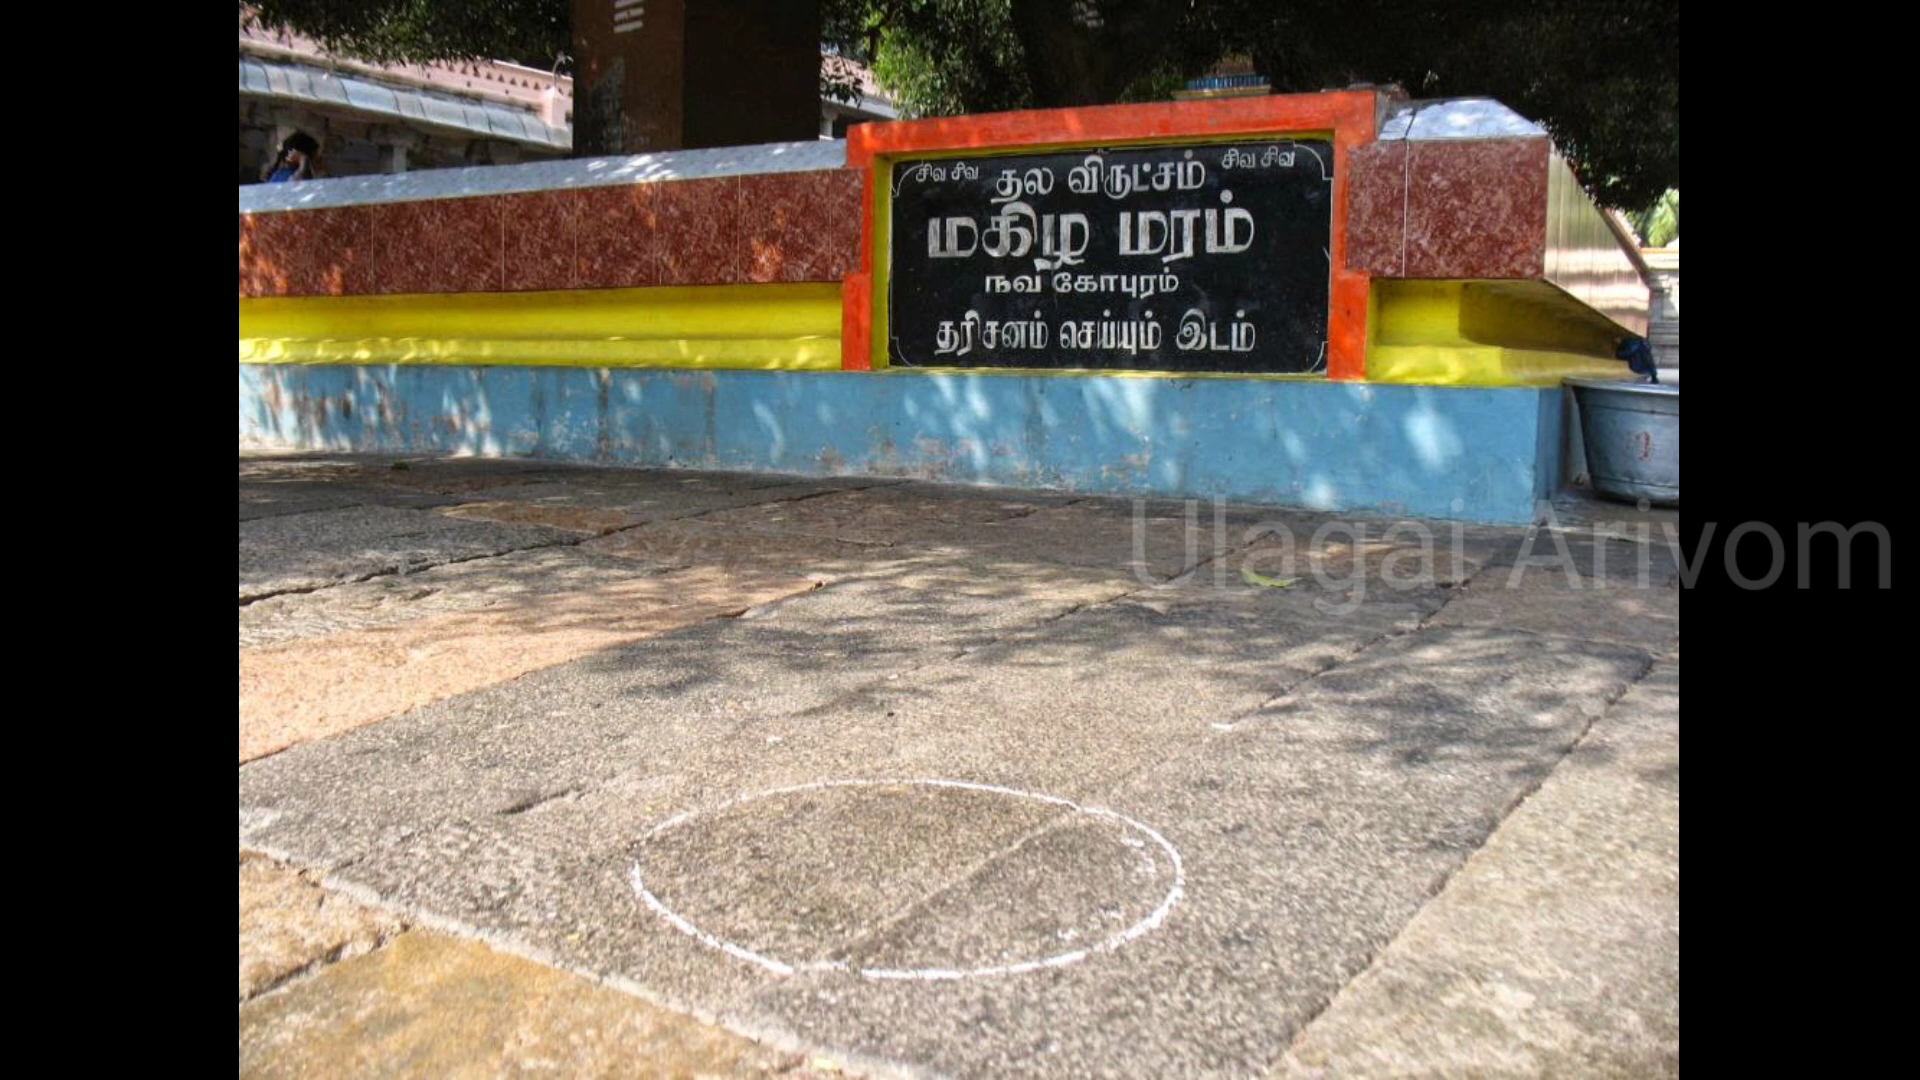 சிவ சிவ தல விருட்சம் சிவ சிவ
மகிழ மரம்
நவ கோபுரம்
தரிசனம் செய்யும் இடம்
Ulagai Arivom